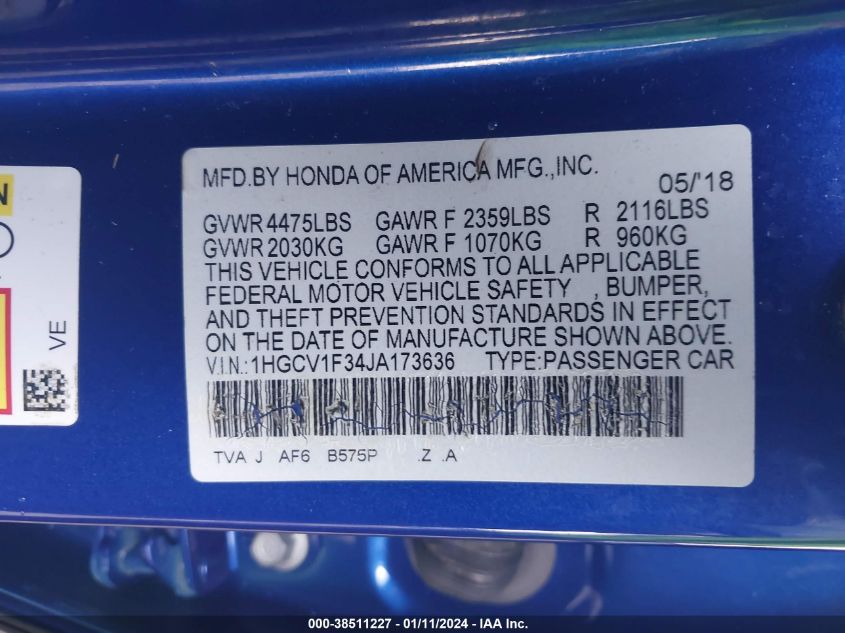 N
VE
MFD.BY HONDA OF AMERICA MFG.,INC.
05/'18
GVWR 4475LBS GAWR F 2359LBS R 2116LBS
GVWR 2030KG GAWR F 1070KG R 960KG
THIS VEHICLE CONFORMS TO ALL APPLICABLE
FEDERAL MOTOR VEHICLE SAFETY , BUMPER,
AND THEFT PREVENTION STANDARDS IN EFFECT
ON THE DATE OF MANUFACTURE SHOWN ABOVE.
V.I.N.:1HGCV1F34JA173636 TYPE:PASSENGER CAR
TVA J AF6 B575P .Z .A
000-38511227 - 01/11/2024 - IAA Inc.